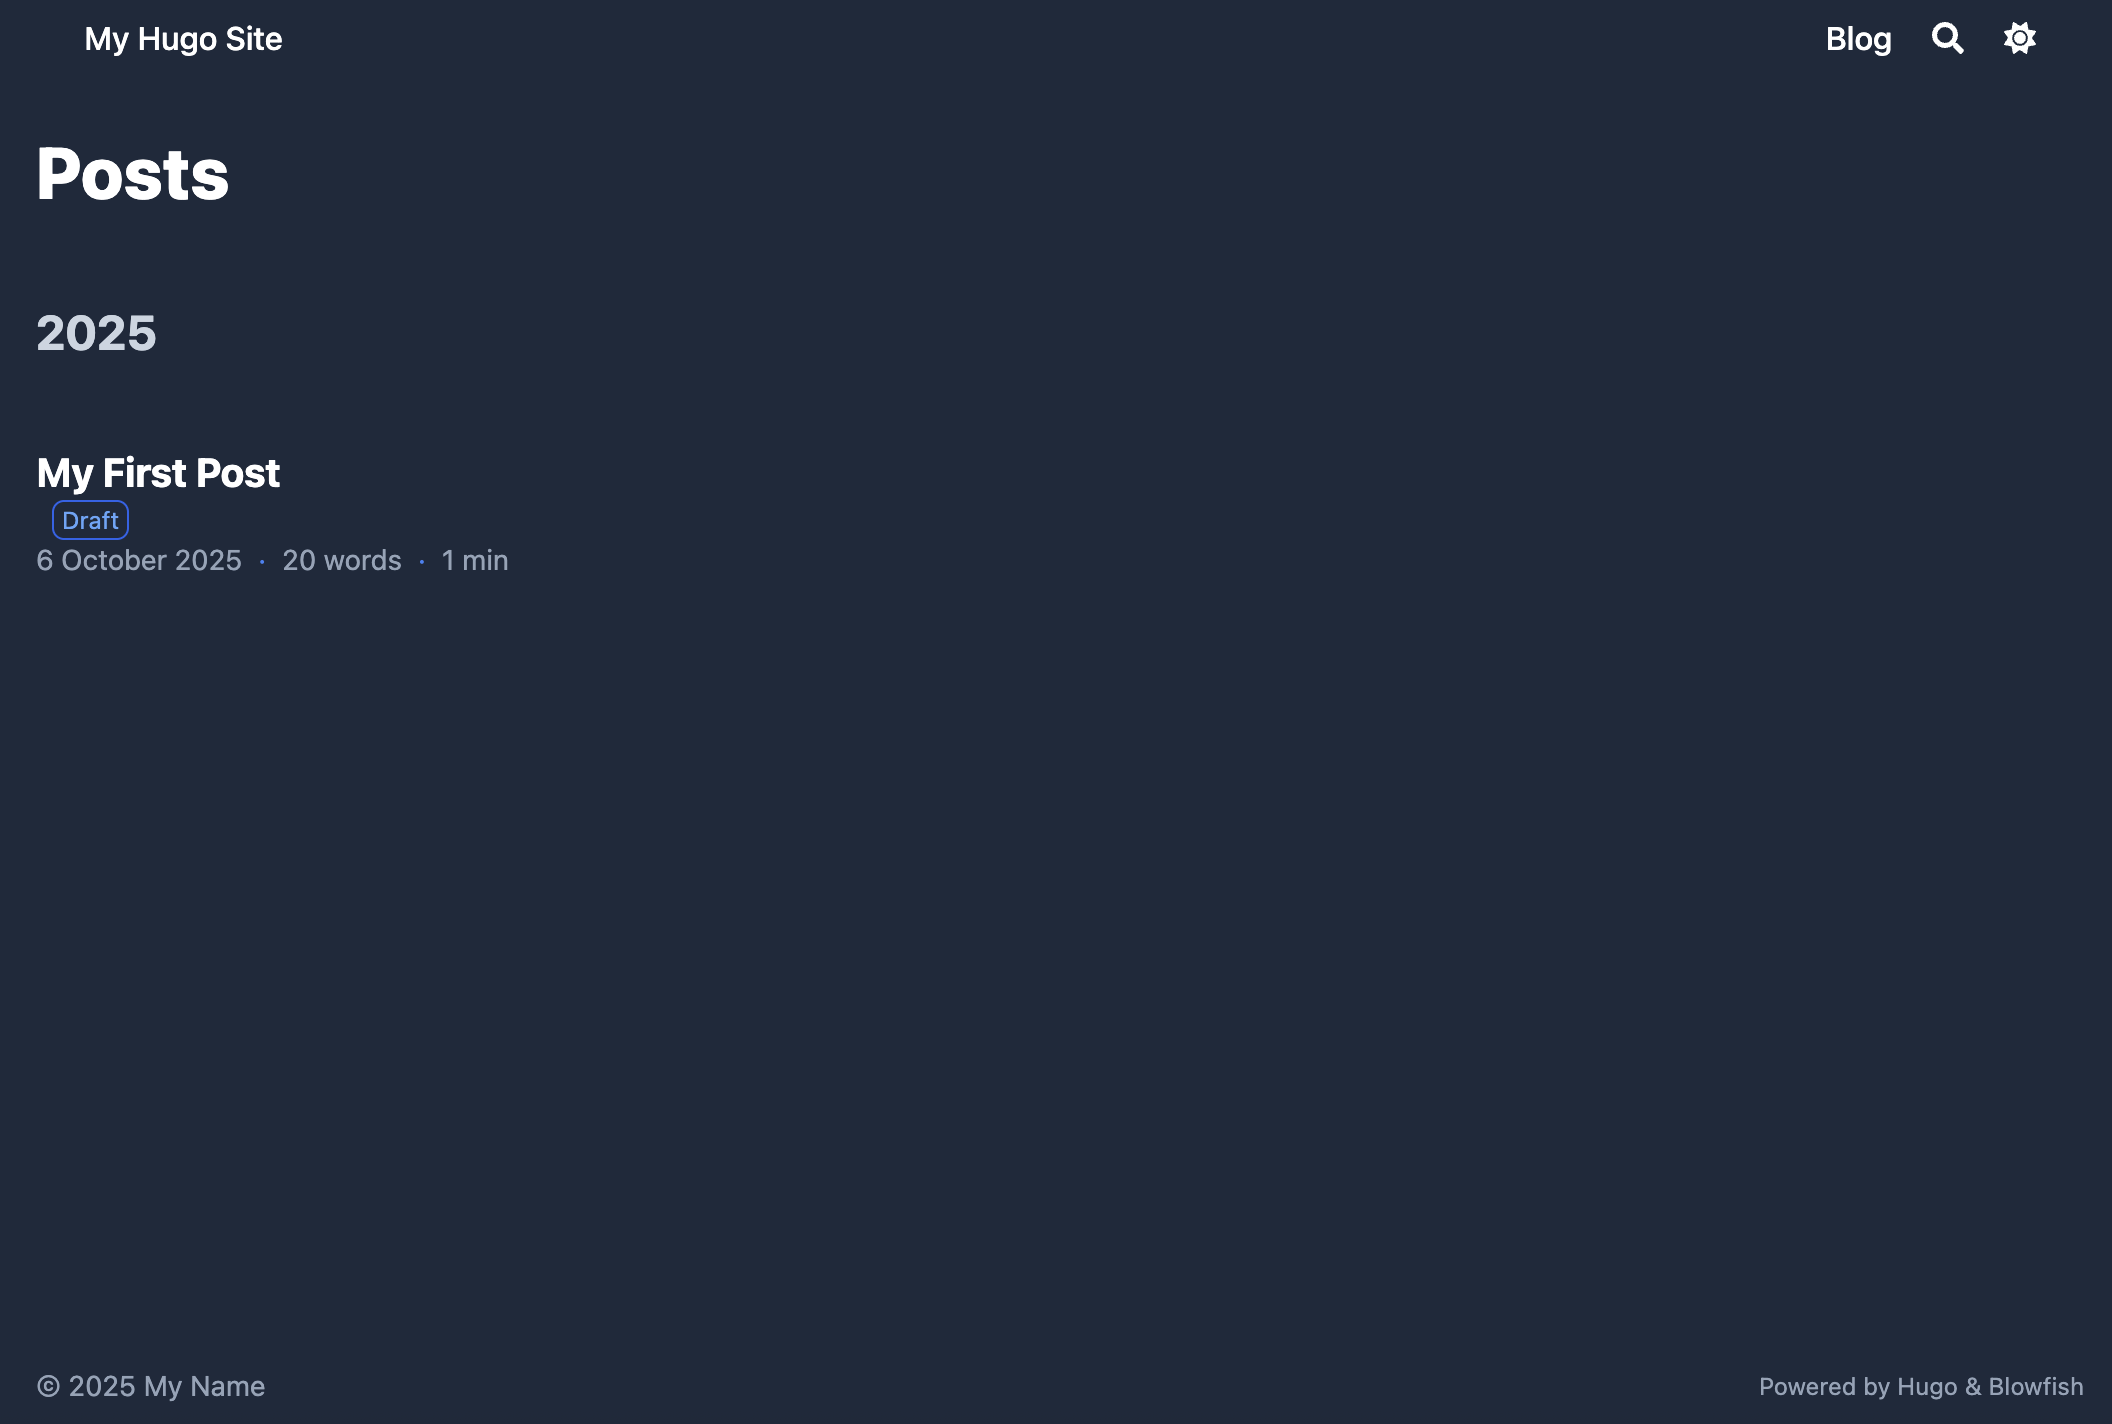 My Hugo Site
Blog
Posts
2025
My First Post
Draft
6 October 2025 · 20 words · 1 min
© 2025 My Name
Powered by Hugo & Blowfish